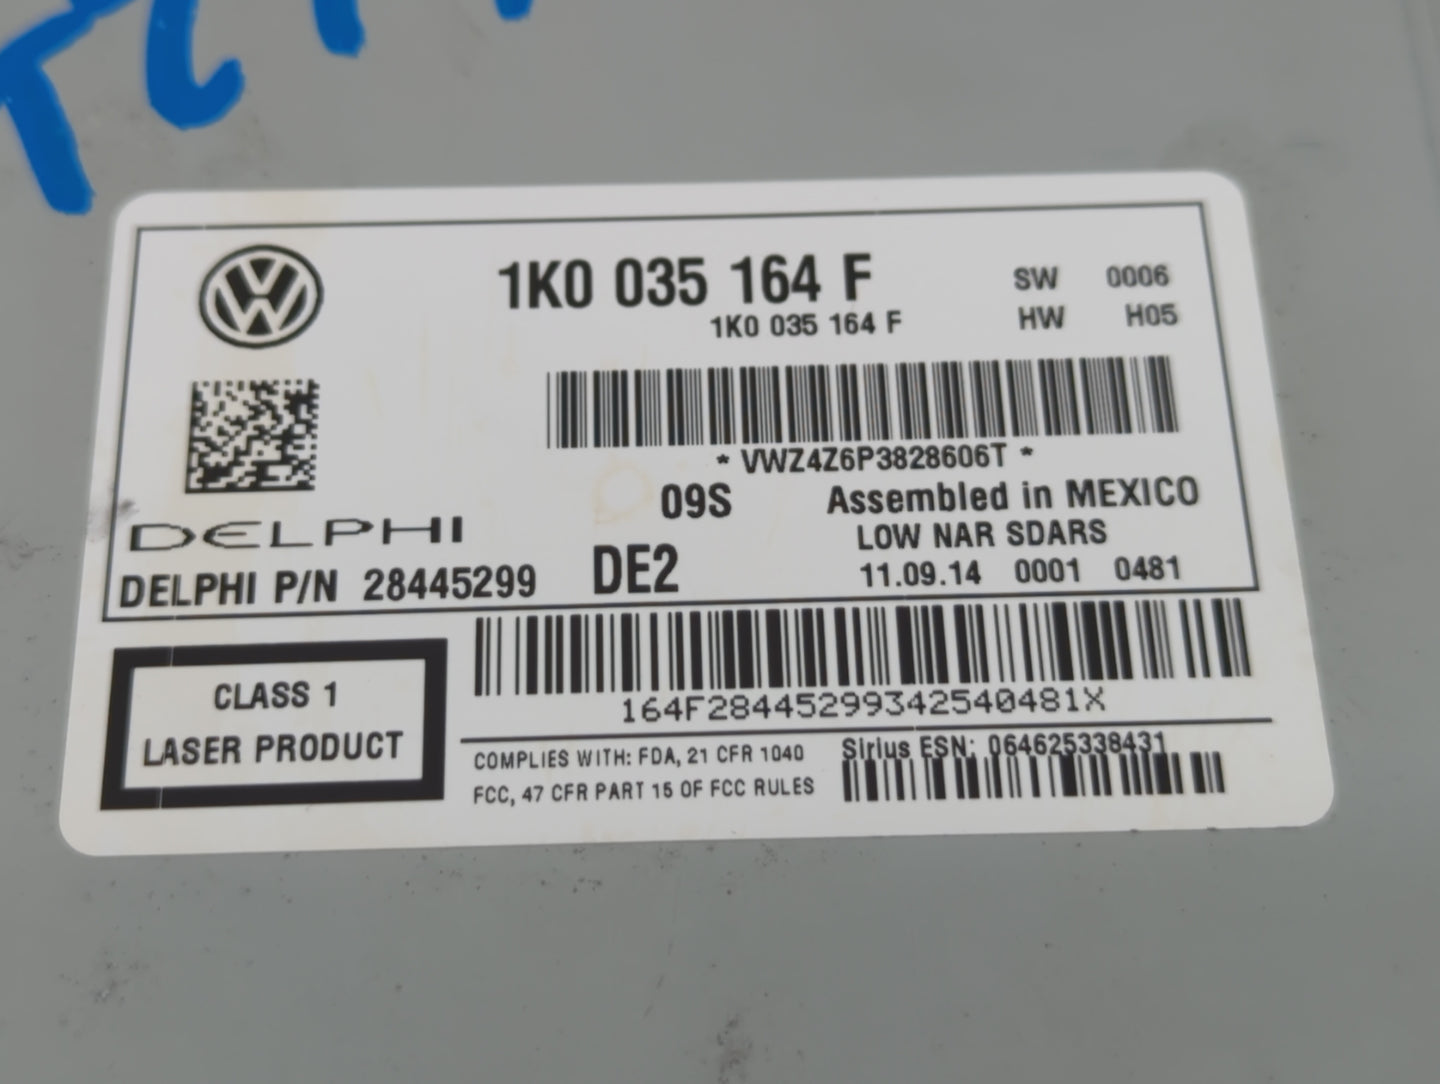 1K0 035 164 F
SW 0006
1K0 035 164 F
HW H05
* VWZ4Z6P3828606T *
09S
Assembled in MEXICO
DELPHI
LOW NAR SDARS
DELPHI P/N 28445299
DE2
11.09.14 0001 0481
CLASS 1
LASER PRODUCT
164F28445299342540481X
COMPLIES WITH: FDA, 21 CFR 1040
FCC, 47 CFR PART 15 OF FCC RULES
Sirius ESN: 064625338431